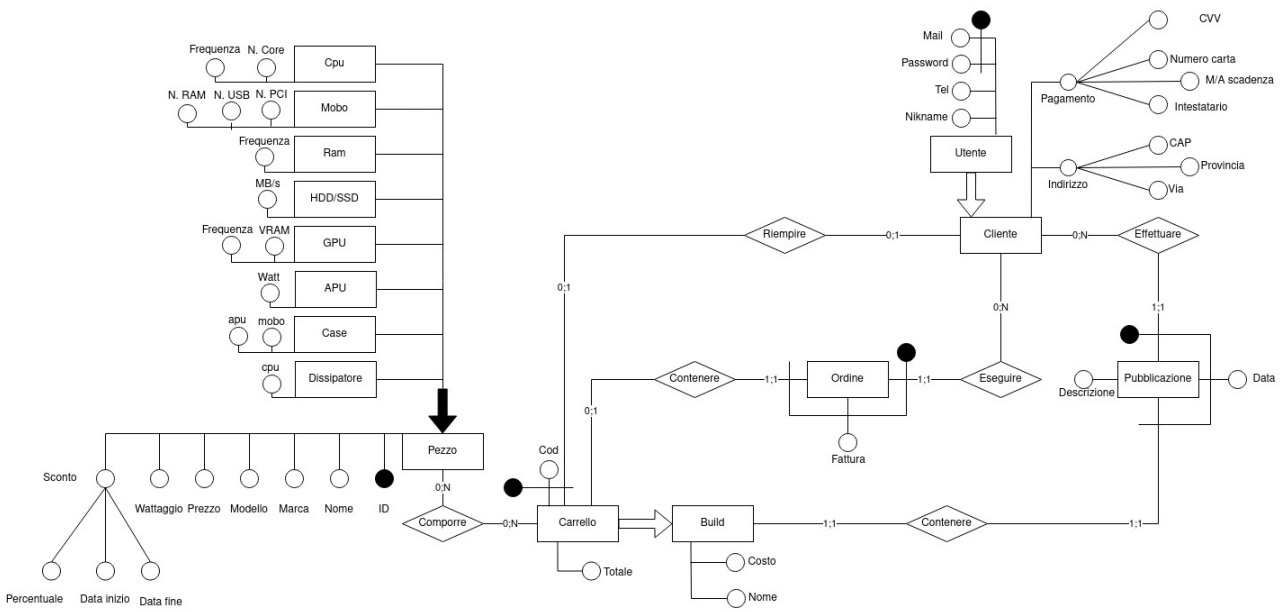 CVV
Mail
Frequenza
N. Core
Cpu
Password
Numero carta
M/A scadenza
Tel
Pagamento
Intestatario
N. RAM
N. USB
N. PCI
Mobo
Nikname
Frequenza
Ram
Utente
CAP
Provincia
Indirizzo
Via
MB/s
HDD/SSD
Frequenza
VRAM
GPU
Riempire
0;1
Cliente
0;N
Effettuare
Watt
APU
0;1
0;N
1;1
apu
mobo
Case
cpu
Dissipatore
Contenere
1;1
Ordine
1;1
Eseguire
Descrizione
Pubblicazione
Data
0;1
Pezzo
Cod
Fattura
Sconto
0;N
Wattaggio
Prezzo
Modello
Marca
Nome
ID
Comporre
0;N
Carrello
Build
1;1
Contenere
1;1
Costo
Totale
Percentuale
Data inizio
Data fine
Nome